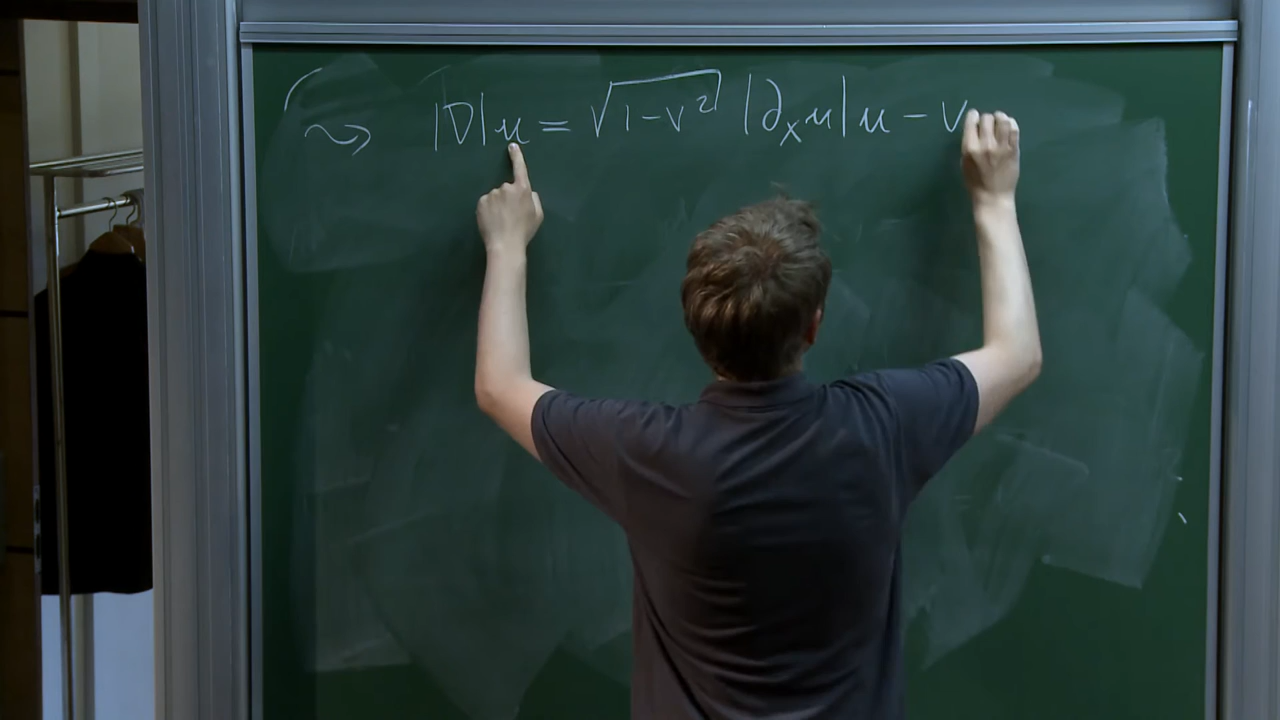 ⇝ |D|u = √(1-v²) |∂ₓu|u - v